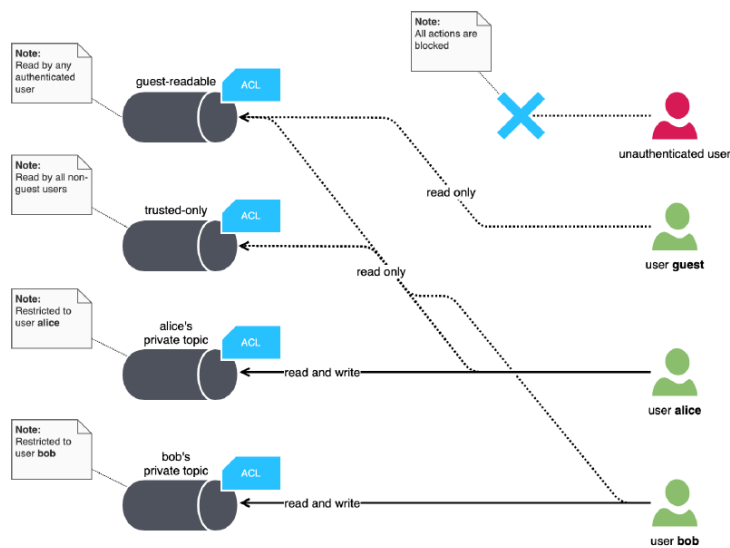 Note:
All actions are
blocked
Note:
Read by any
authenticated
user
guest-readable
ACL
unauthenticated user
Note:
Read by all non-
guest users
read only
trusted-only
ACL
user guest
read only
Note:
Restricted to
user alice
alice's
private topic
ACL
read and write
user alice
Note:
Restricted to
user bob
bob's
private topic
ACL
read and write
user bob